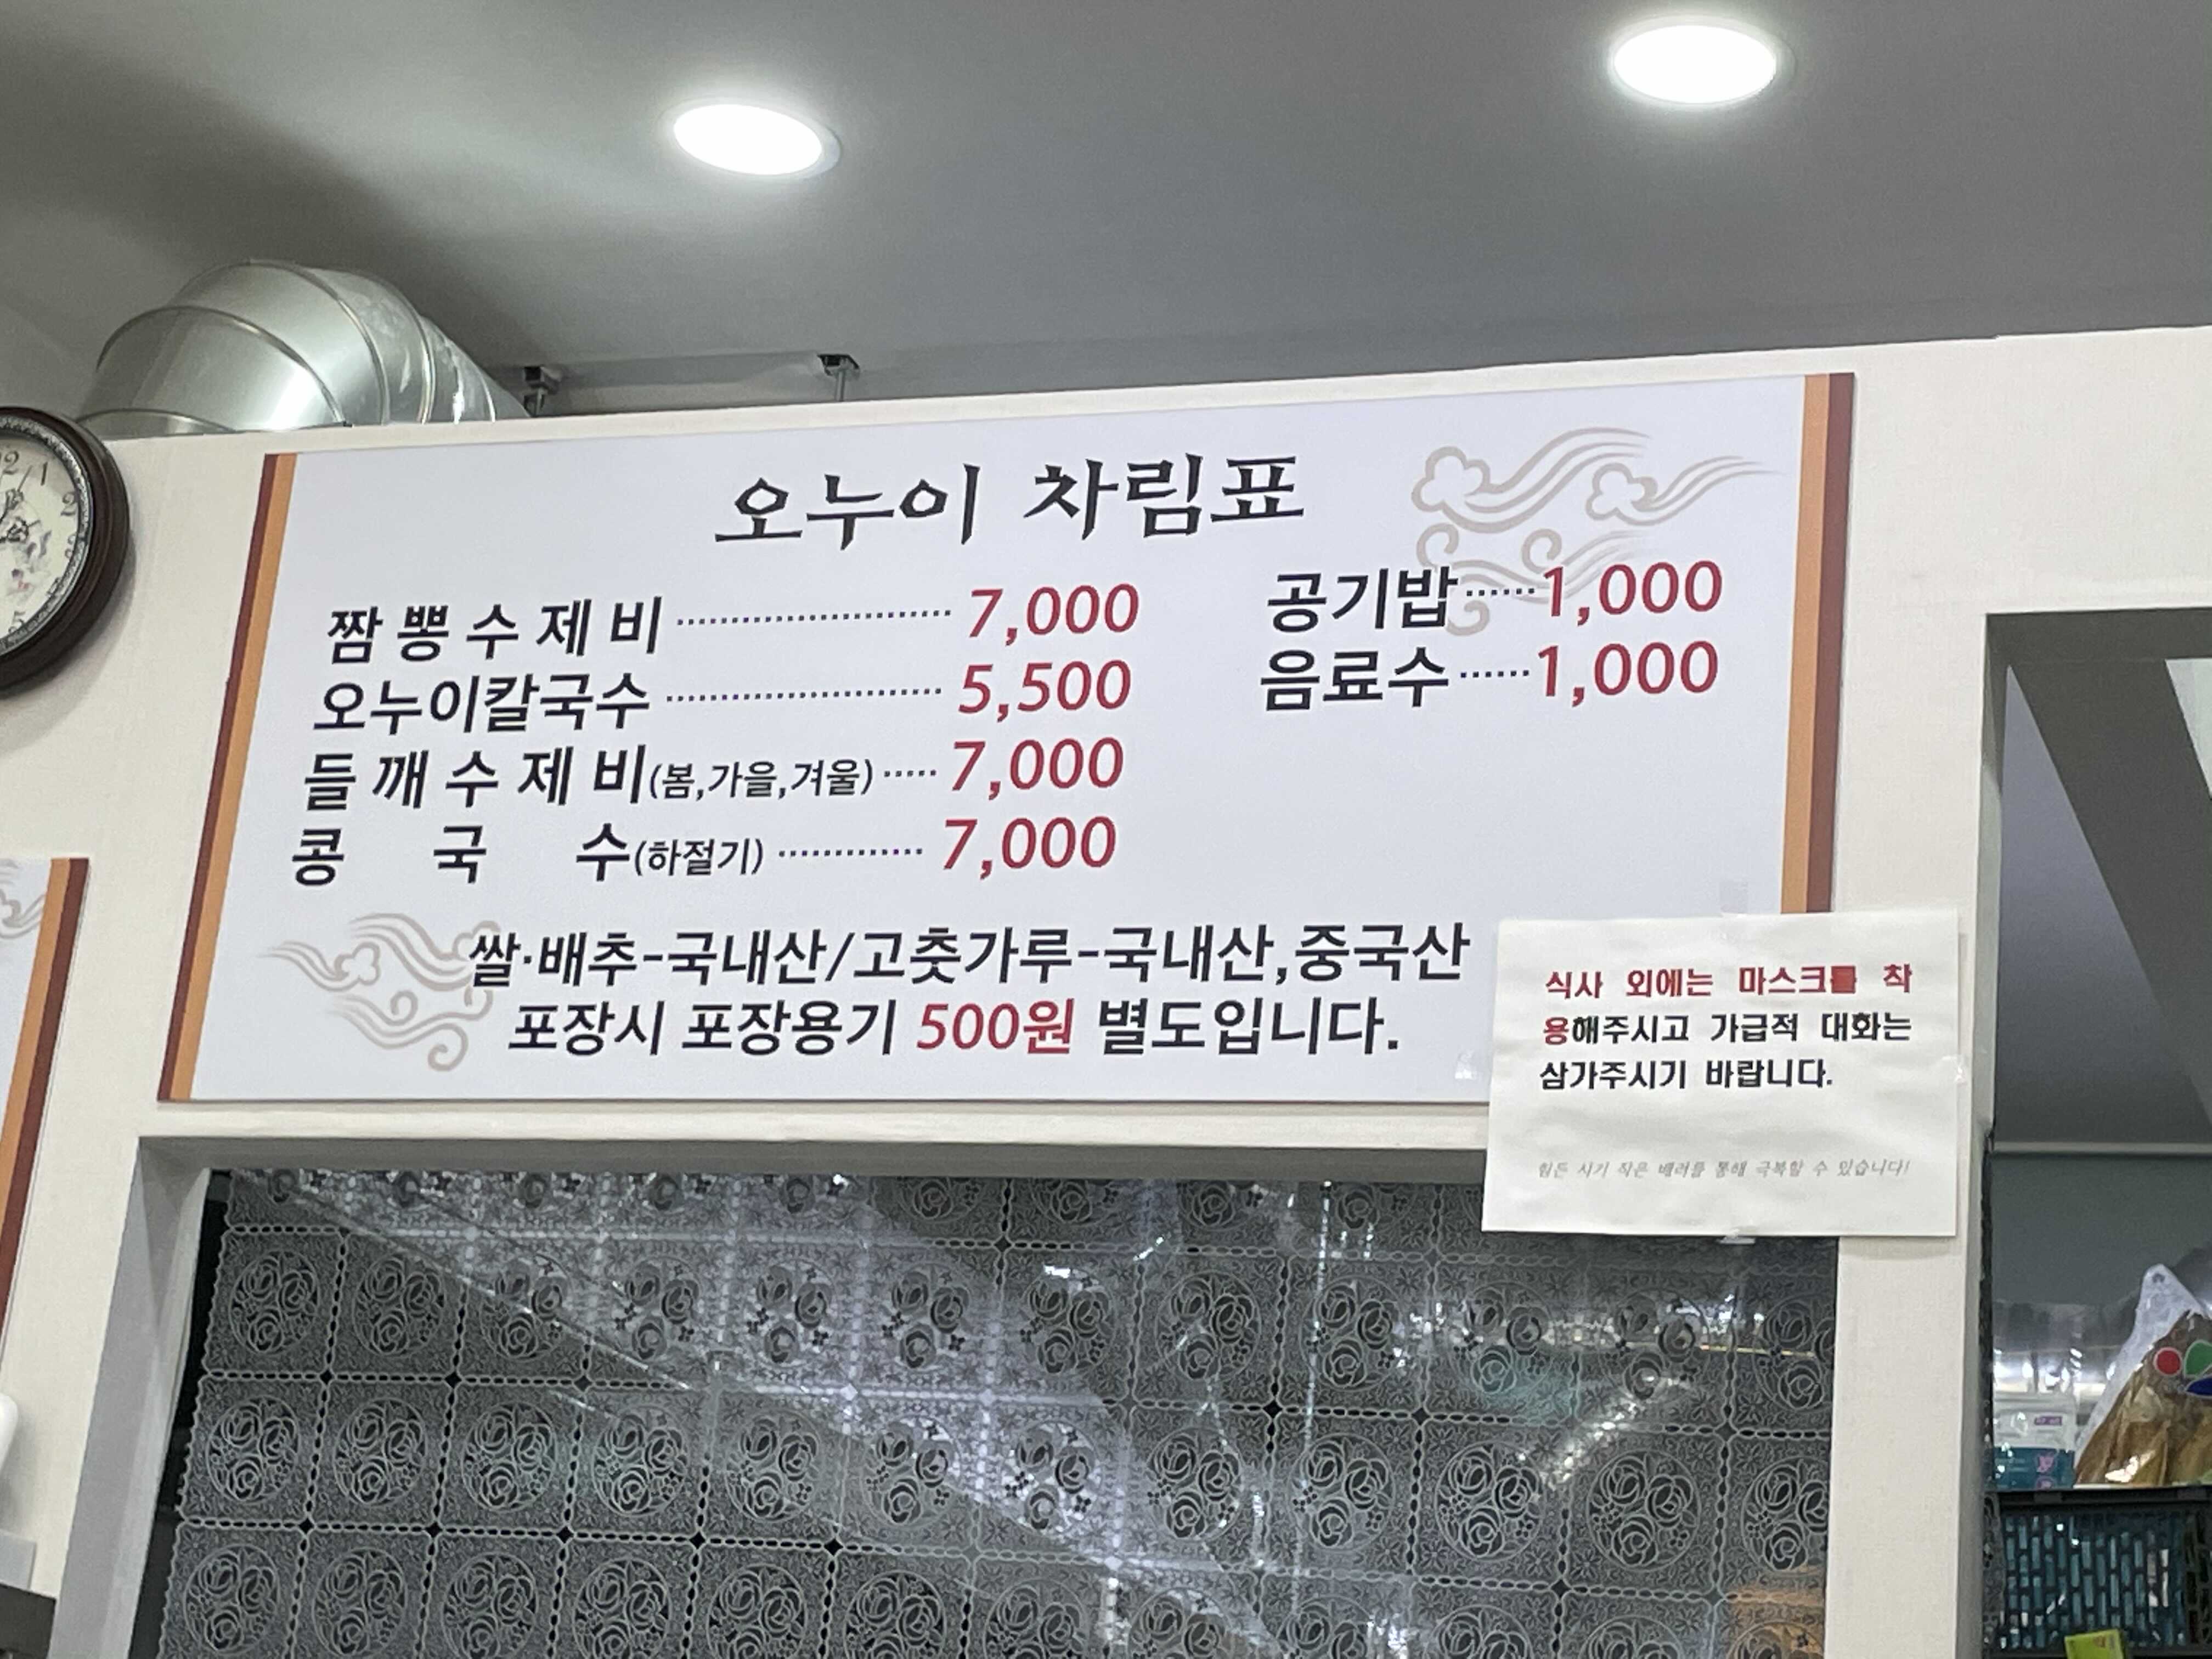 오누이 차림표
짬뽕수제비 7,000
오누이칼국수 5,500
들깨수제비(봄,가을,겨울) 7,000
콩국수(하절기) 7,000
공기밥 1,000
음료수 1,000
쌀·배추-국내산/고춧가루-국내산,중국산
포장시 포장용기 500원 별도입니다.
식사 외에는 마스크를 착
용해주시고 가급적 대화는
삼가주시기 바랍니다.
힘든 시기 작은 배려를 통해 극복할 수 있습니다!
12
1
2